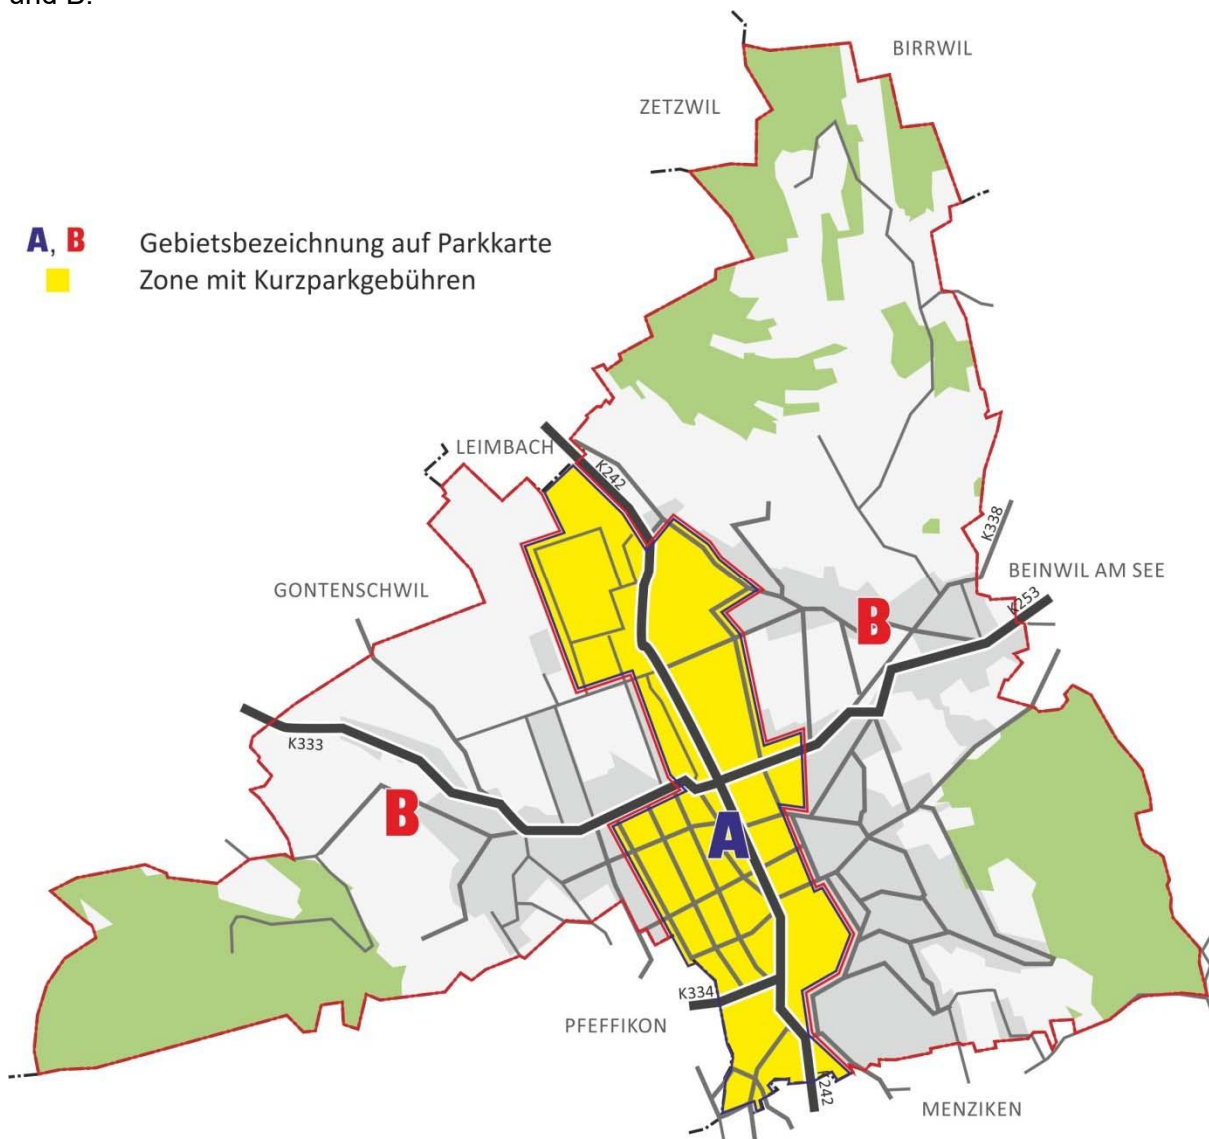 und B.
BIRRWIL
ZETZWIL
A, B Gebietsbezeichnung auf Parkkarte
Zone mit Kurzparkgebühren
LEIMBACH
K242
K338
BEINWIL AM SEE
GONTENSCHWIL
K253
B
K333
B
A
K334
PFEFFIKON
K242
MENZIKEN